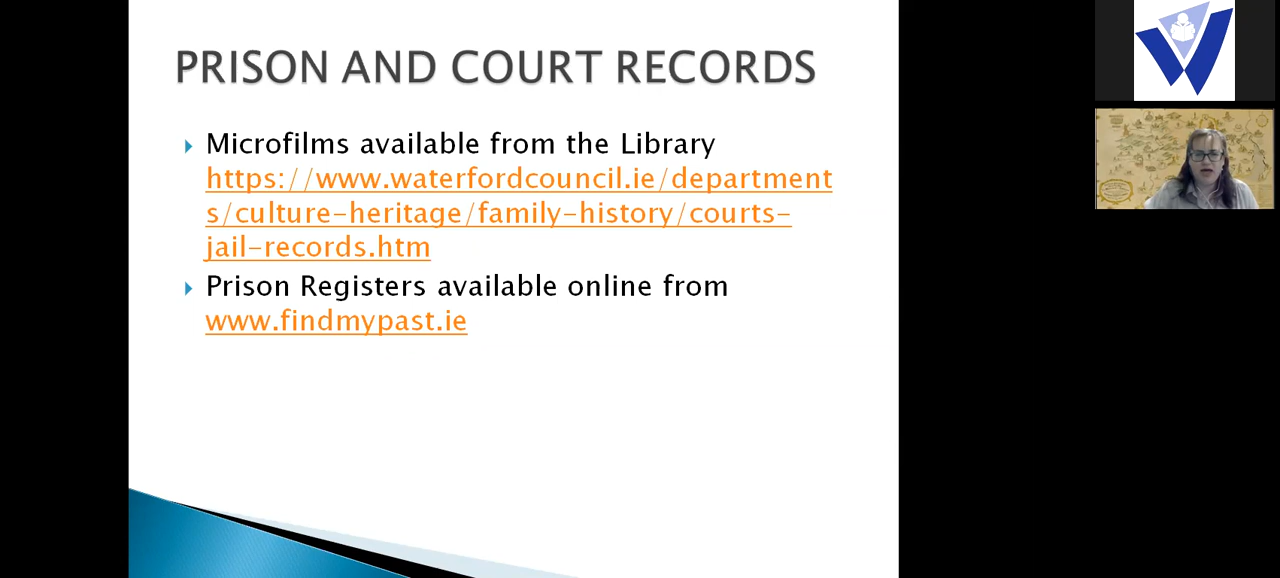 PRISON AND COURT RECORDS
Microfilms available from the Library
https://www.waterfordcouncil.ie/department
s/culture-heritage/family-history/courts-
jail-records.htm
Prison Registers available online from
www.findmypast.ie